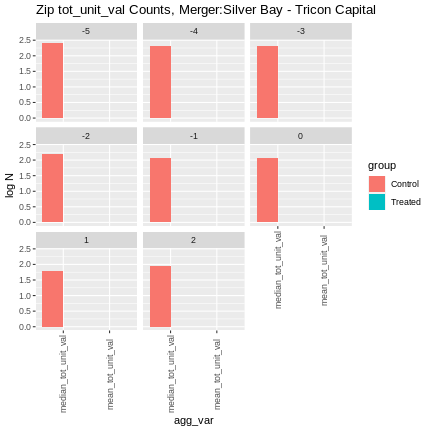 Zip tot_unit_val Counts, Merger:Silver Bay - Tricon Capital
-5
-4
-3
2.5
2.0
1.5
1.0
0.5
0.0
-2
-1
0
2.5
2.0
1.5
1.0
0.5
0.0
1
2
2.5
2.0
1.5
1.0
0.5
0.0
log N
median_tot_unit_val
mean_tot_unit_val
median_tot_unit_val
mean_tot_unit_val
median_tot_unit_val
mean_tot_unit_val
agg_var
group
Control
Treated